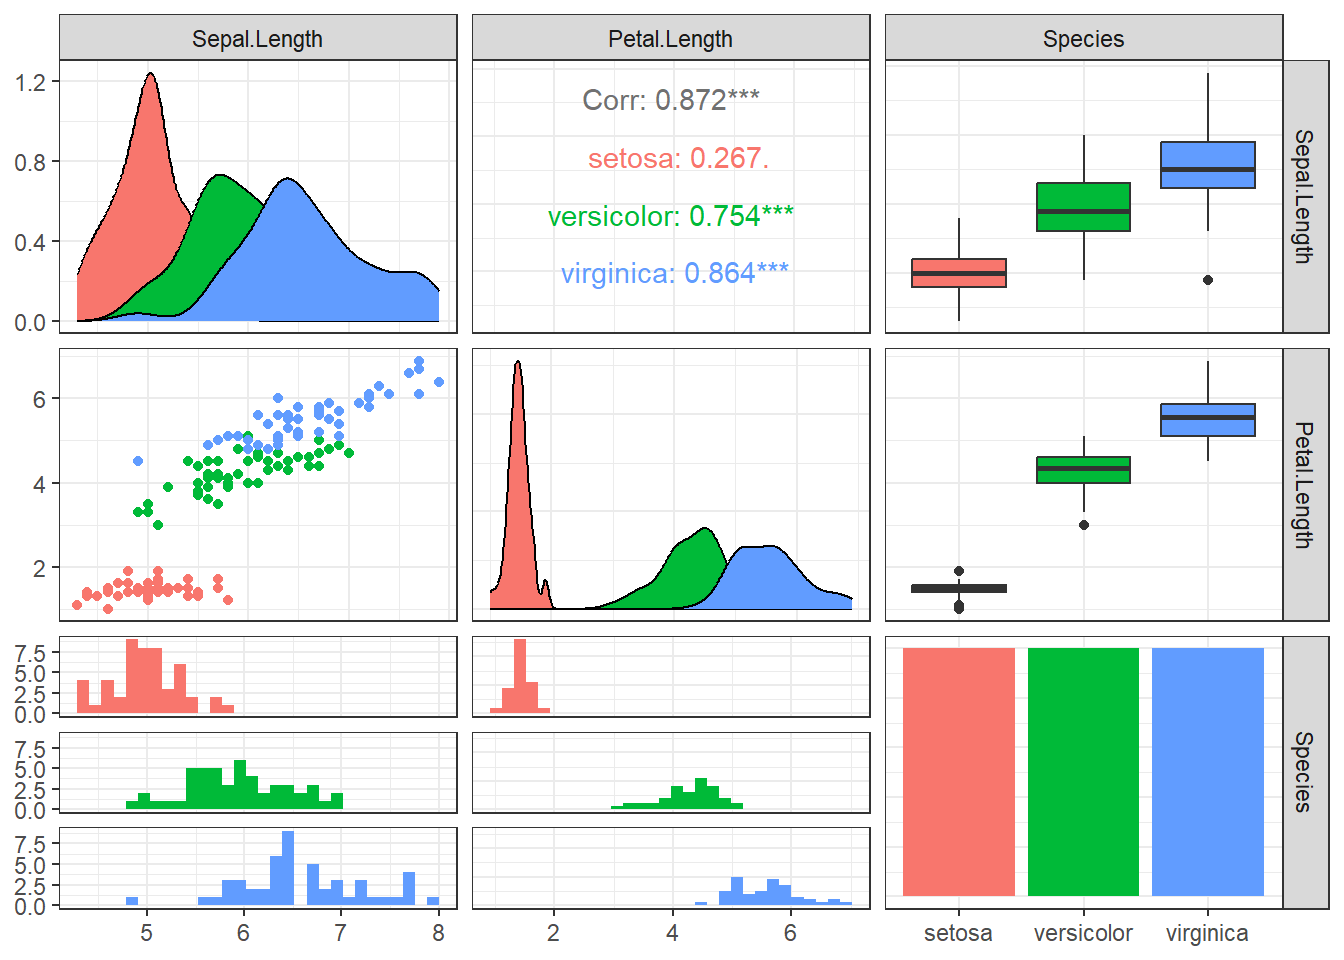 Sepal.Length
Petal.Length
Species
1.2
0.8
0.4
0.0
Corr: 0.872***
setosa: 0.267.
versicolor: 0.754***
virginica: 0.864***
Sepal.Length
6
4
2
Petal.Length
7.5
5.0
2.5
0.0
7.5
5.0
2.5
0.0
7.5
5.0
2.5
0.0
Species
5 6 7 8
2 4 6
setosa versicolor virginica